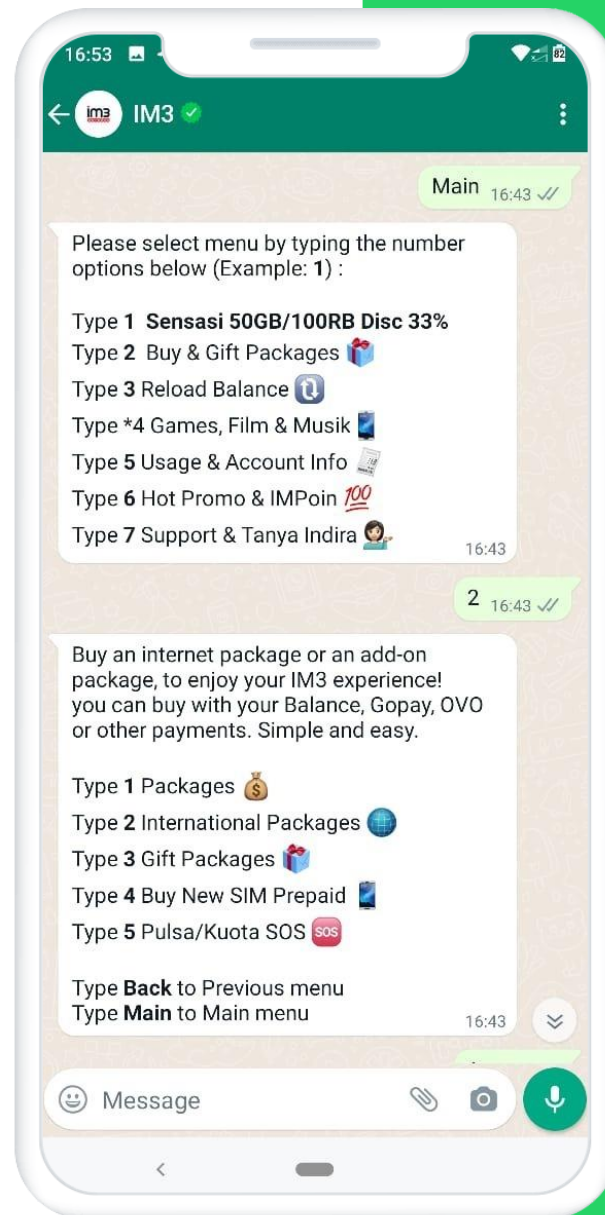 16:53
82
im3
IM3
Main 16:43
Please select menu by typing the number
options below (Example: 1) :
Type 1 Sensasi 50GB/100RB Disc 33%
Type 2 Buy & Gift Packages
Type 3 Reload Balance
Type *4 Games, Film & Musik
Type 5 Usage & Account Info
Type 6 Hot Promo & IMPoin 100
Type 7 Support & Tanya Indira
16:43
2 16:43
Buy an internet package or an add-on
package, to enjoy your IM3 experience!
you can buy with your Balance, Gopay, OVO
or other payments. Simple and easy.
Type 1 Packages
Type 2 International Packages
Type 3 Gift Packages
Type 4 Buy New SIM Prepaid
Type 5 Pulsa/Kuota SOS SOS
Type Back to Previous menu
Type Main to Main menu
16:43
Message